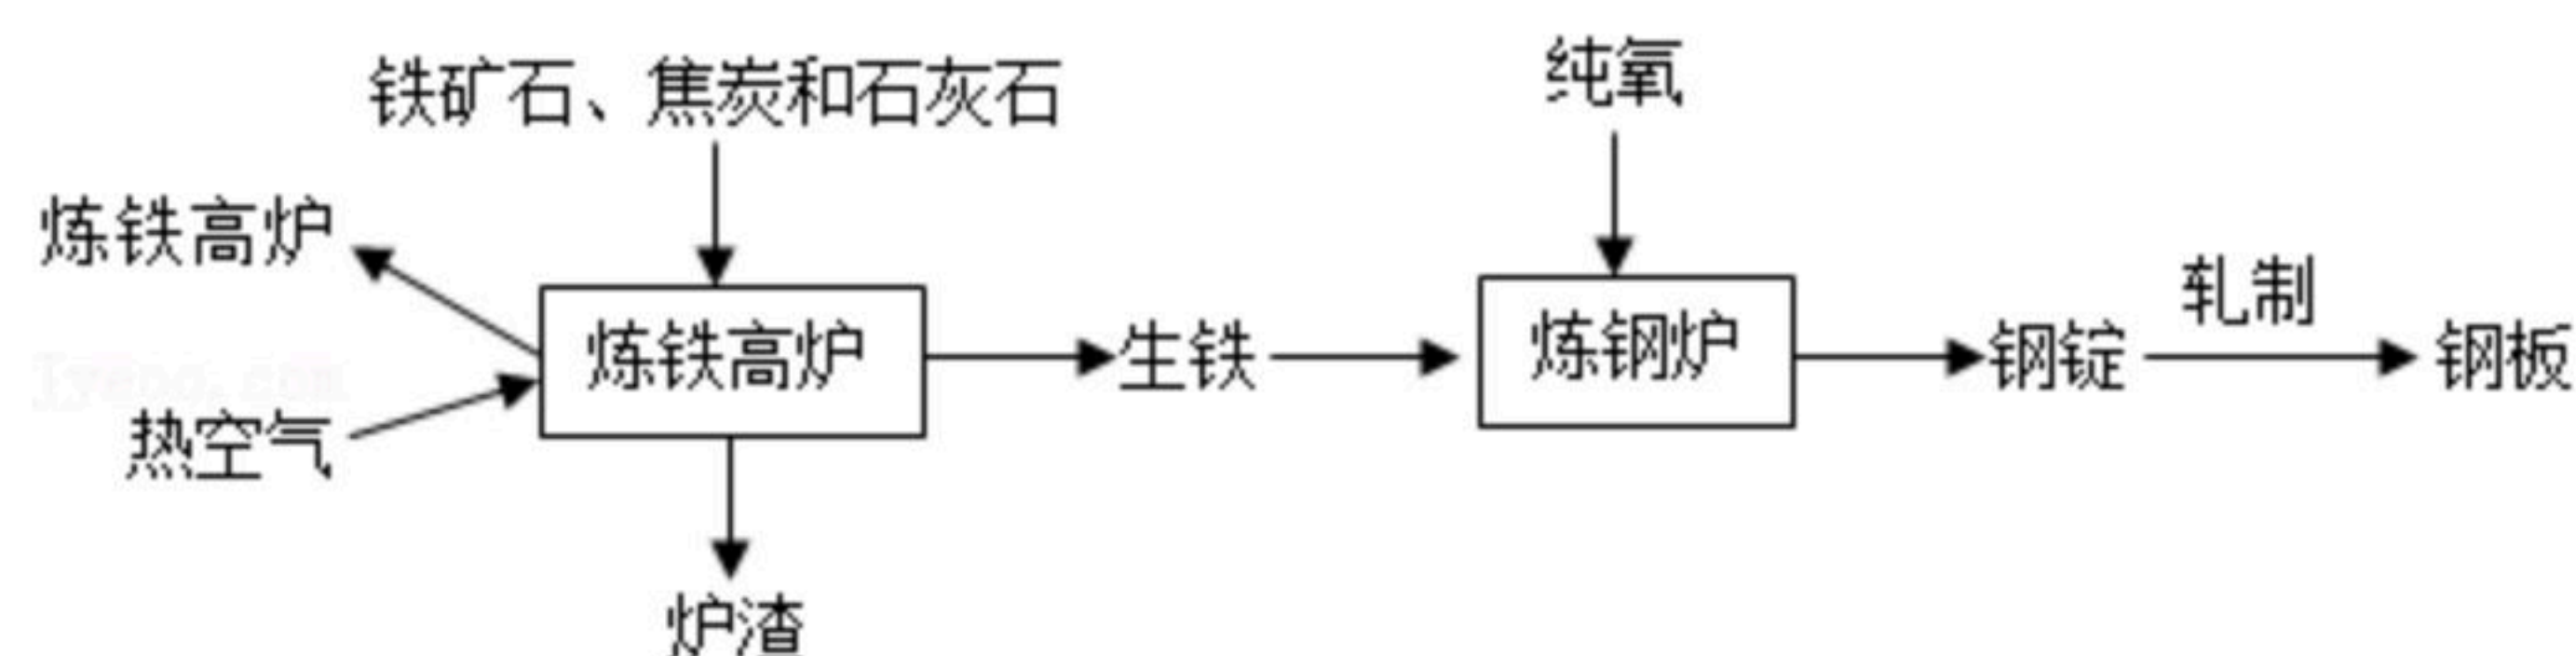 铁矿石、焦炭和石灰石
纯氧
炼铁高炉
热空气
炼铁高炉
生铁
炼钢炉
钢锭
轧制
钢板
炉渣